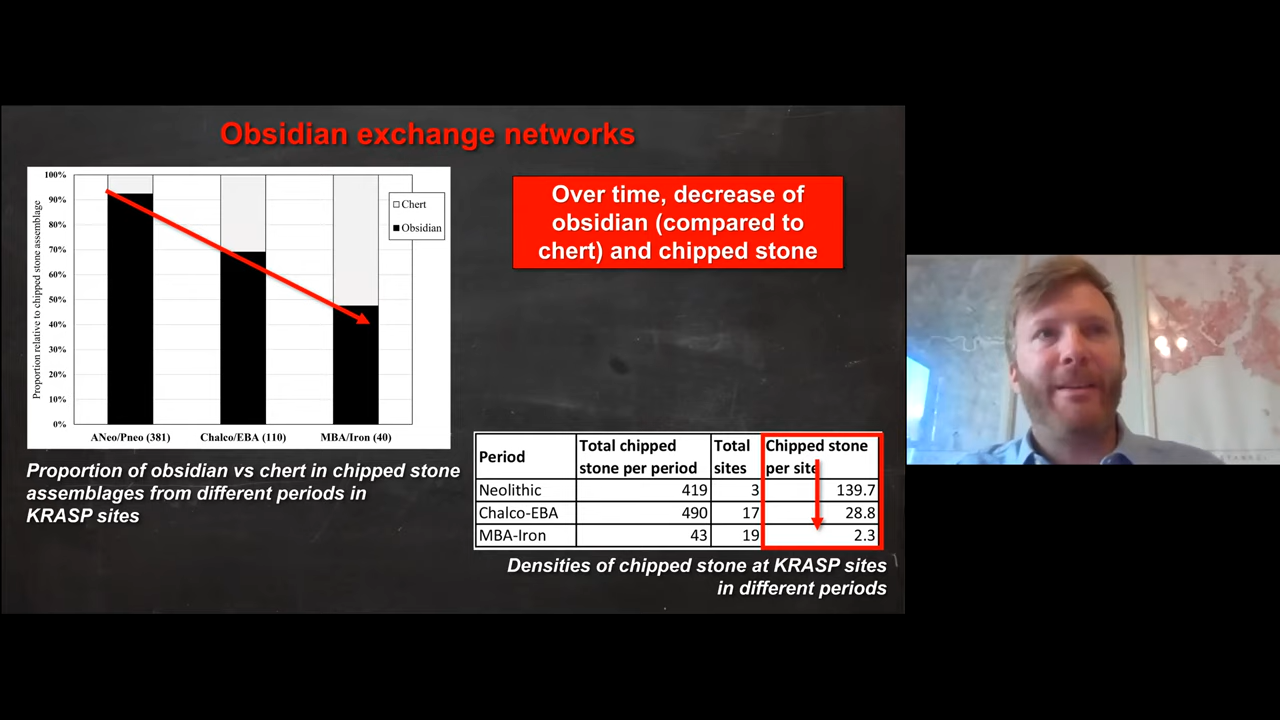 Obsidian exchange networks
100%
90%
80%
70%
60%
50%
40%
30%
20%
10%
0%
Proportion relative to chipped stone assemblage
Chert
Obsidian
ANeo/Pneo (381) Chalco/EBA (110) MBA/Iron (40)
Proportion of obsidian vs chert in chipped stone
assemblages from different periods in
KRASP sites
Over time, decrease of
obsidian (compared to
chert) and chipped stone
Period Total chipped stone per period Total sites Chipped stone per site
Neolithic 419 3 139.7
Chalco-EBA 490 17 28.8
MBA-Iron 43 19 2.3
Densities of chipped stone at KRASP sites
in different periods